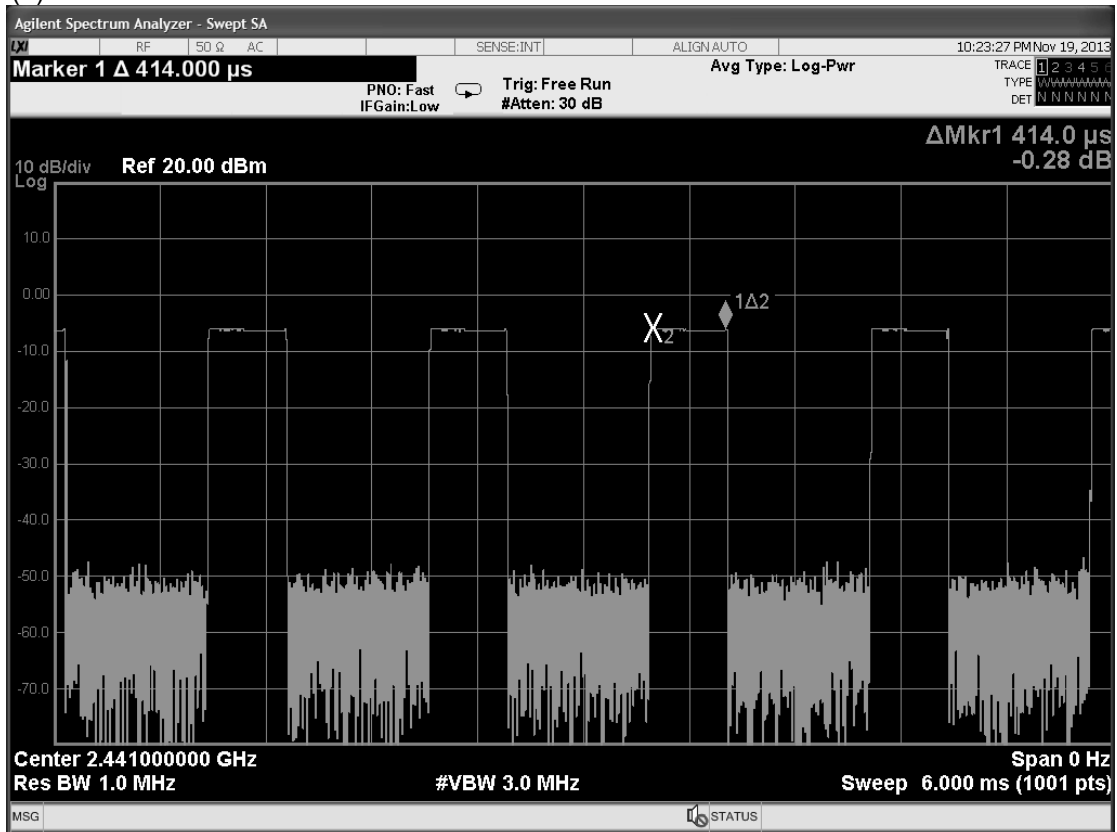 Agilent Spectrum Analyzer - Swept SA
LXI RF 50 Ω AC SENSE:INT ALIGN AUTO 10:23:27 PM Nov 19, 2013
Marker 1 Δ 414.000 µs
PNO: Fast
IFGain:Low
Trig: Free Run
#Atten: 30 dB
Avg Type: Log-Pwr
TRACE 1 2 3 4 5 6
TYPE
DET N N N N N N
ΔMkr1 414.0 µs
-0.28 dB
10 dB/div Ref 20.00 dBm
Log
10.0
0.00
1Δ2
X2
-10.0
-20.0
-30.0
-40.0
-50.0
-60.0
-70.0
Center 2.441000000 GHz Span 0 Hz
Res BW 1.0 MHz #VBW 3.0 MHz Sweep 6.000 ms (1001 pts)
MSG STATUS